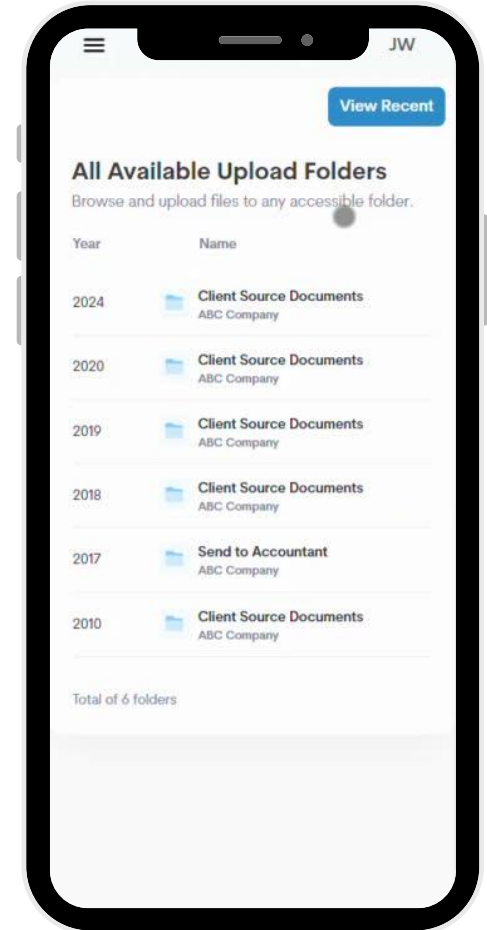 JW
View Recent
All Available Upload Folders
Browse and upload files to any accessible folder.
Year Name
2024 Client Source Documents
ABC Company
2020 Client Source Documents
ABC Company
2019 Client Source Documents
ABC Company
2018 Client Source Documents
ABC Company
2017 Send to Accountant
ABC Company
2010 Client Source Documents
ABC Company
Total of 6 folders